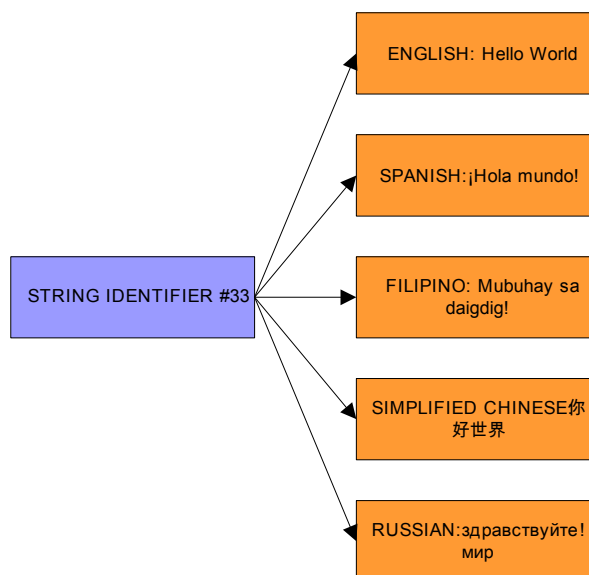 ENGLISH: Hello World
SPANISH:¡Hola mundo!
STRING IDENTIFIER #33
FILIPINO: Mubuhay sa
daigdig!
SIMPLIFIED CHINESE你
好世界
RUSSIAN:здравствуйте!
мир